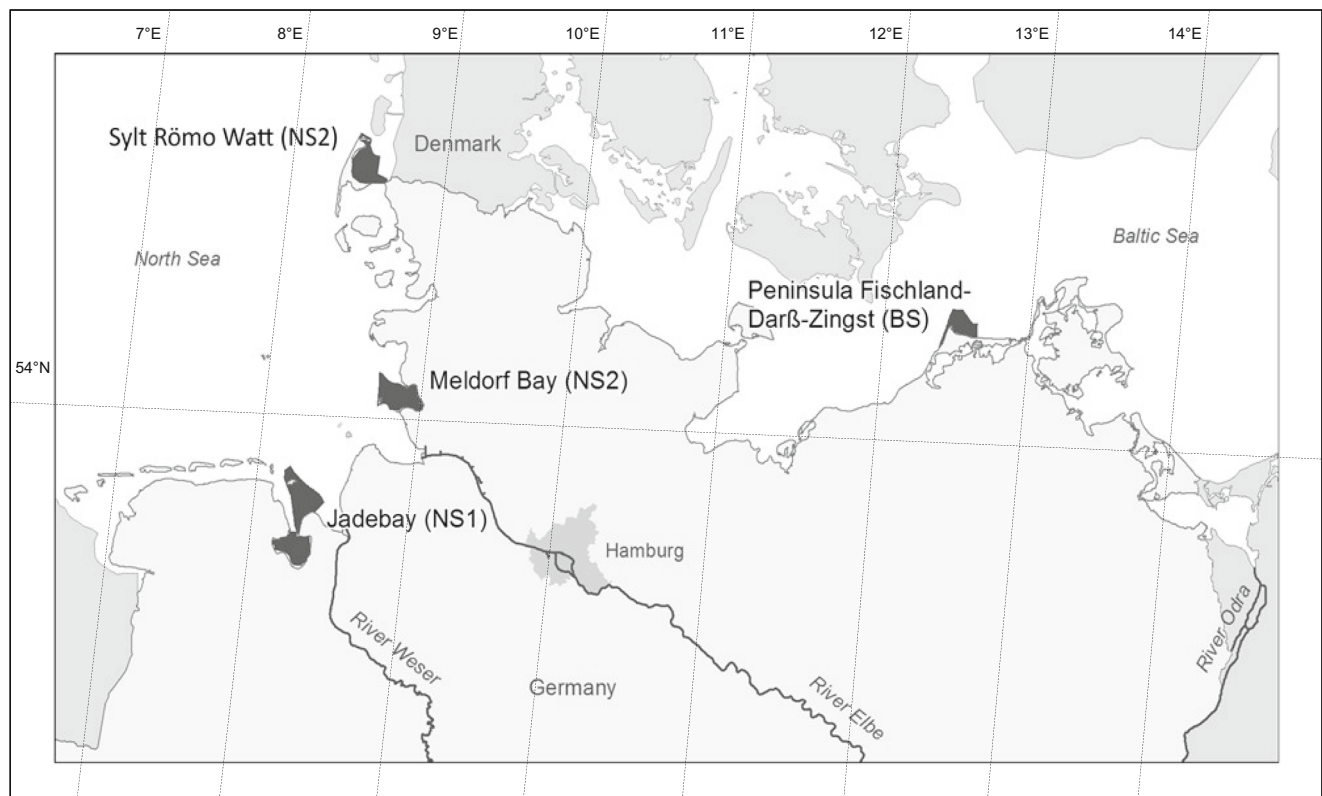 7°E 8°E 9°E 10°E 11°E 12°E 13°E 14°E
Sylt Römo Watt (NS2)
Denmark
North Sea
Baltic Sea
Peninsula Fischland-
Darß-Zingst (BS)
54°N
Meldorf Bay (NS2)
Jadebay (NS1)
Hamburg
River Weser
Germany
River Elbe
River Odra